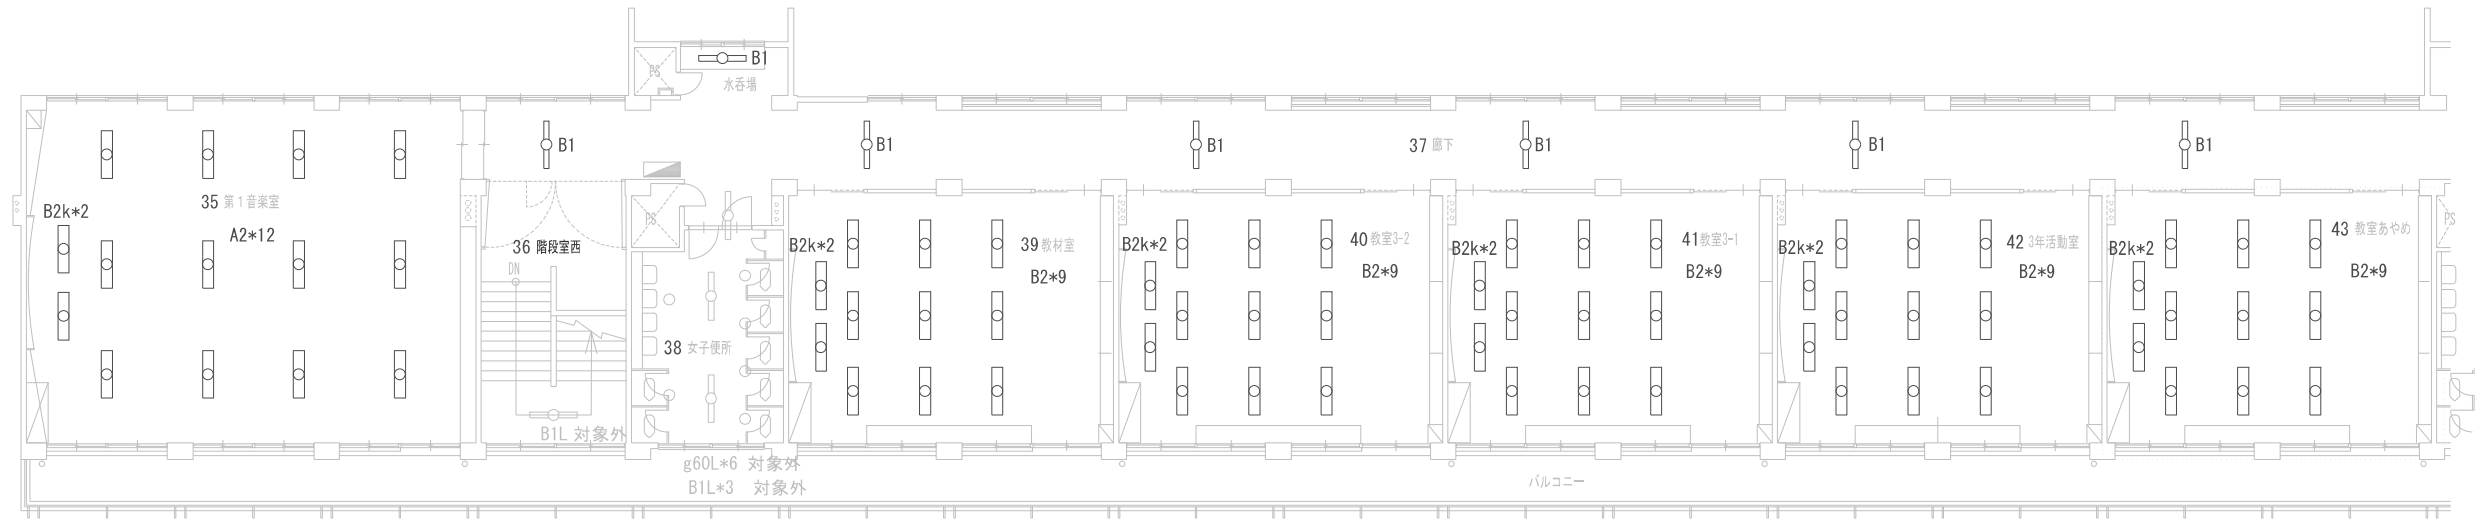 B1
PS
水呑場
B1
B1
B1
B1
B1
B1
37 廊下
35 第1音楽室
B2k*2
A2*12
36 階段室西
DN
PS
38 女子便所
B1L 対象外
g60L*6 対象外
B1L*3 対象外
B2k*2
39 教材室
B2*9
B2k*2
40 教室3-2
B2*9
B2k*2
41 教室3-1
B2*9
B2k*2
42 3年活動室
B2*9
B2k*2
43 教室あやめ
B2*9
PS
バルコニー